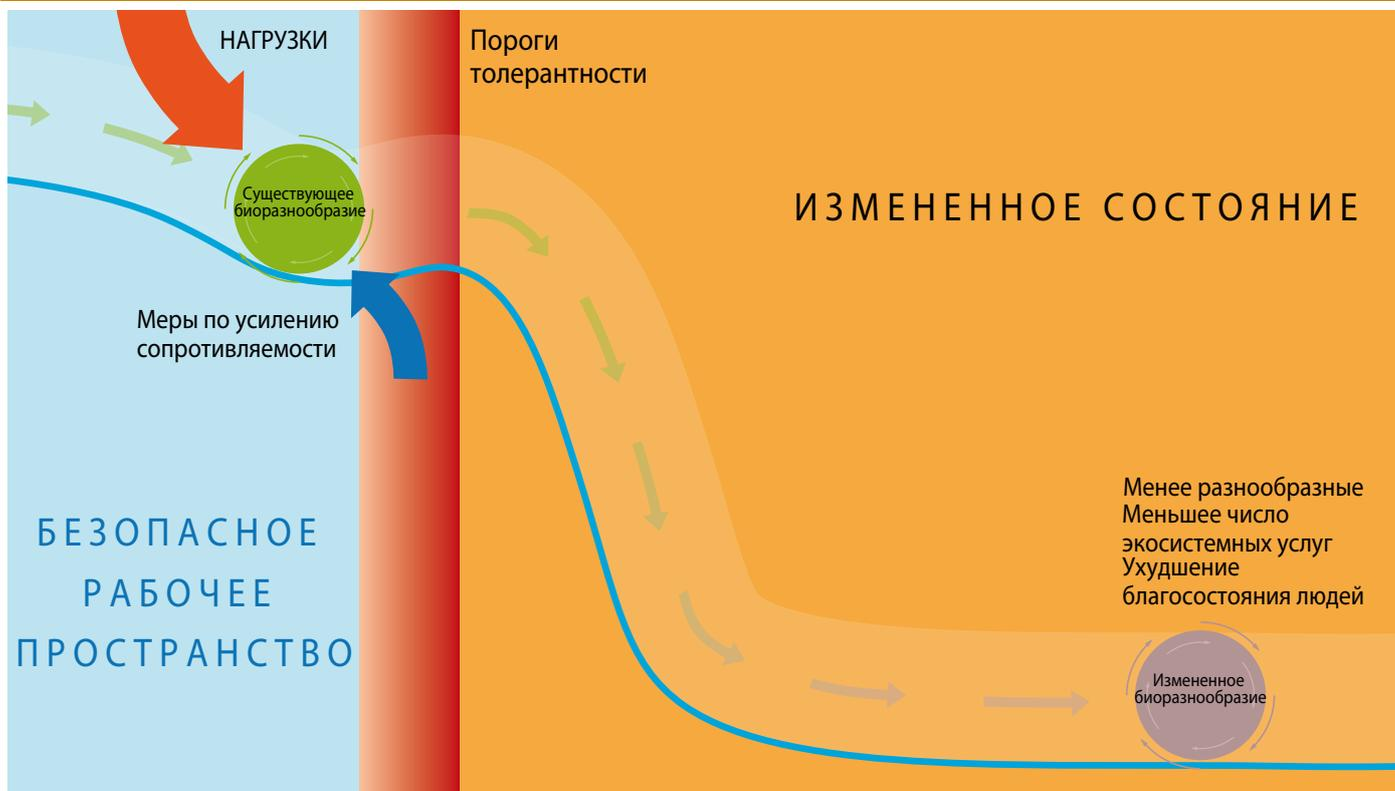 НАГРУЗКИ
Пороги
толерантности
Существующее
биоразнообразие
ИЗМЕНЕННОЕ СОСТОЯНИЕ
Меры по усилению
сопротивляемости
БЕЗОПАСНОЕ
РАБОЧЕЕ
ПРОСТРАНСТВО
Менее разнообразные
Меньшее число
экосистемных услуг
Ухудшение
благосостояния людей
Измененное
биоразнообразие